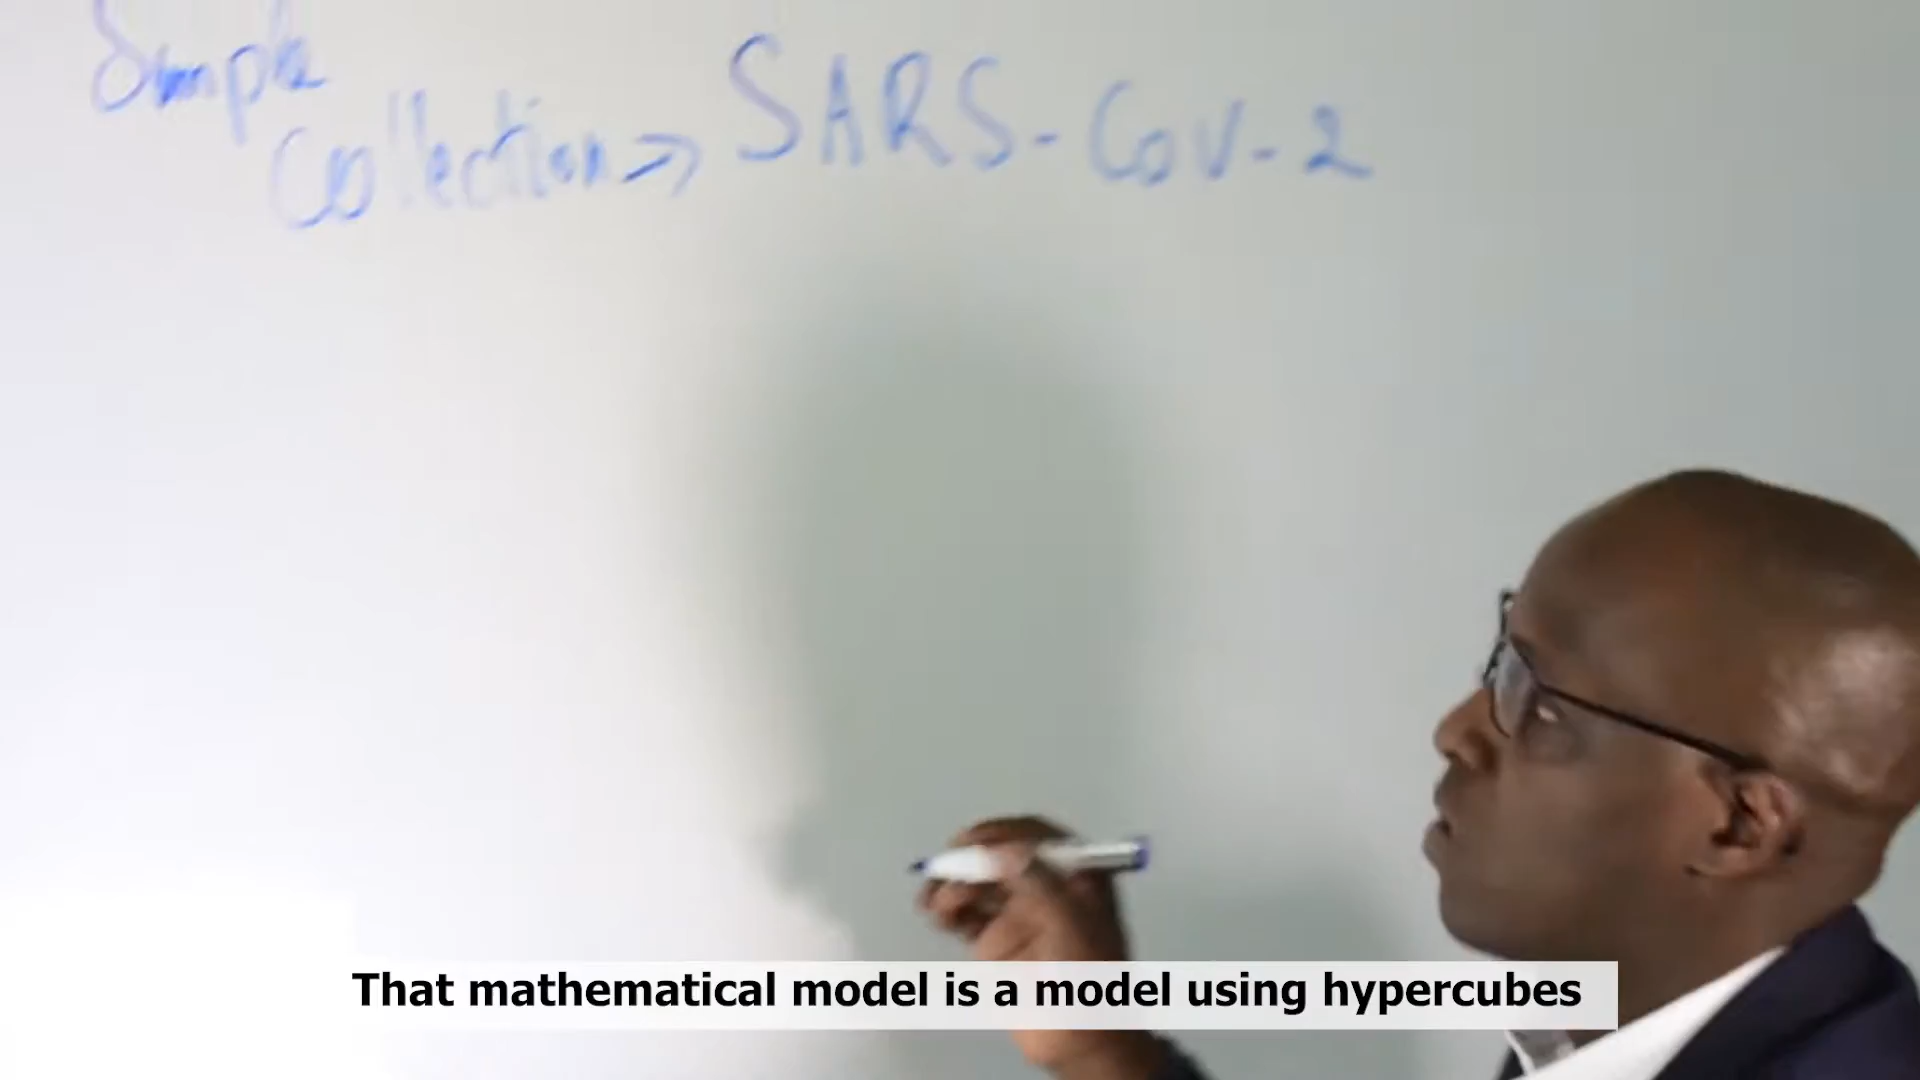 Sample
Collection => SARS-CoV-2
That mathematical model is a model using hypercubes